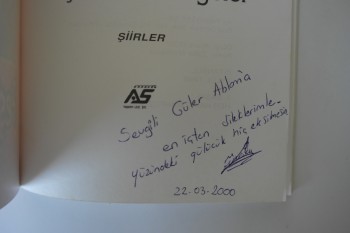 ŞİİRLER
AS
Sevgili Güler Abla'ma
en içten dileklerimle
yüzündeki gülücük hiç eksilmesin
22-03-2000